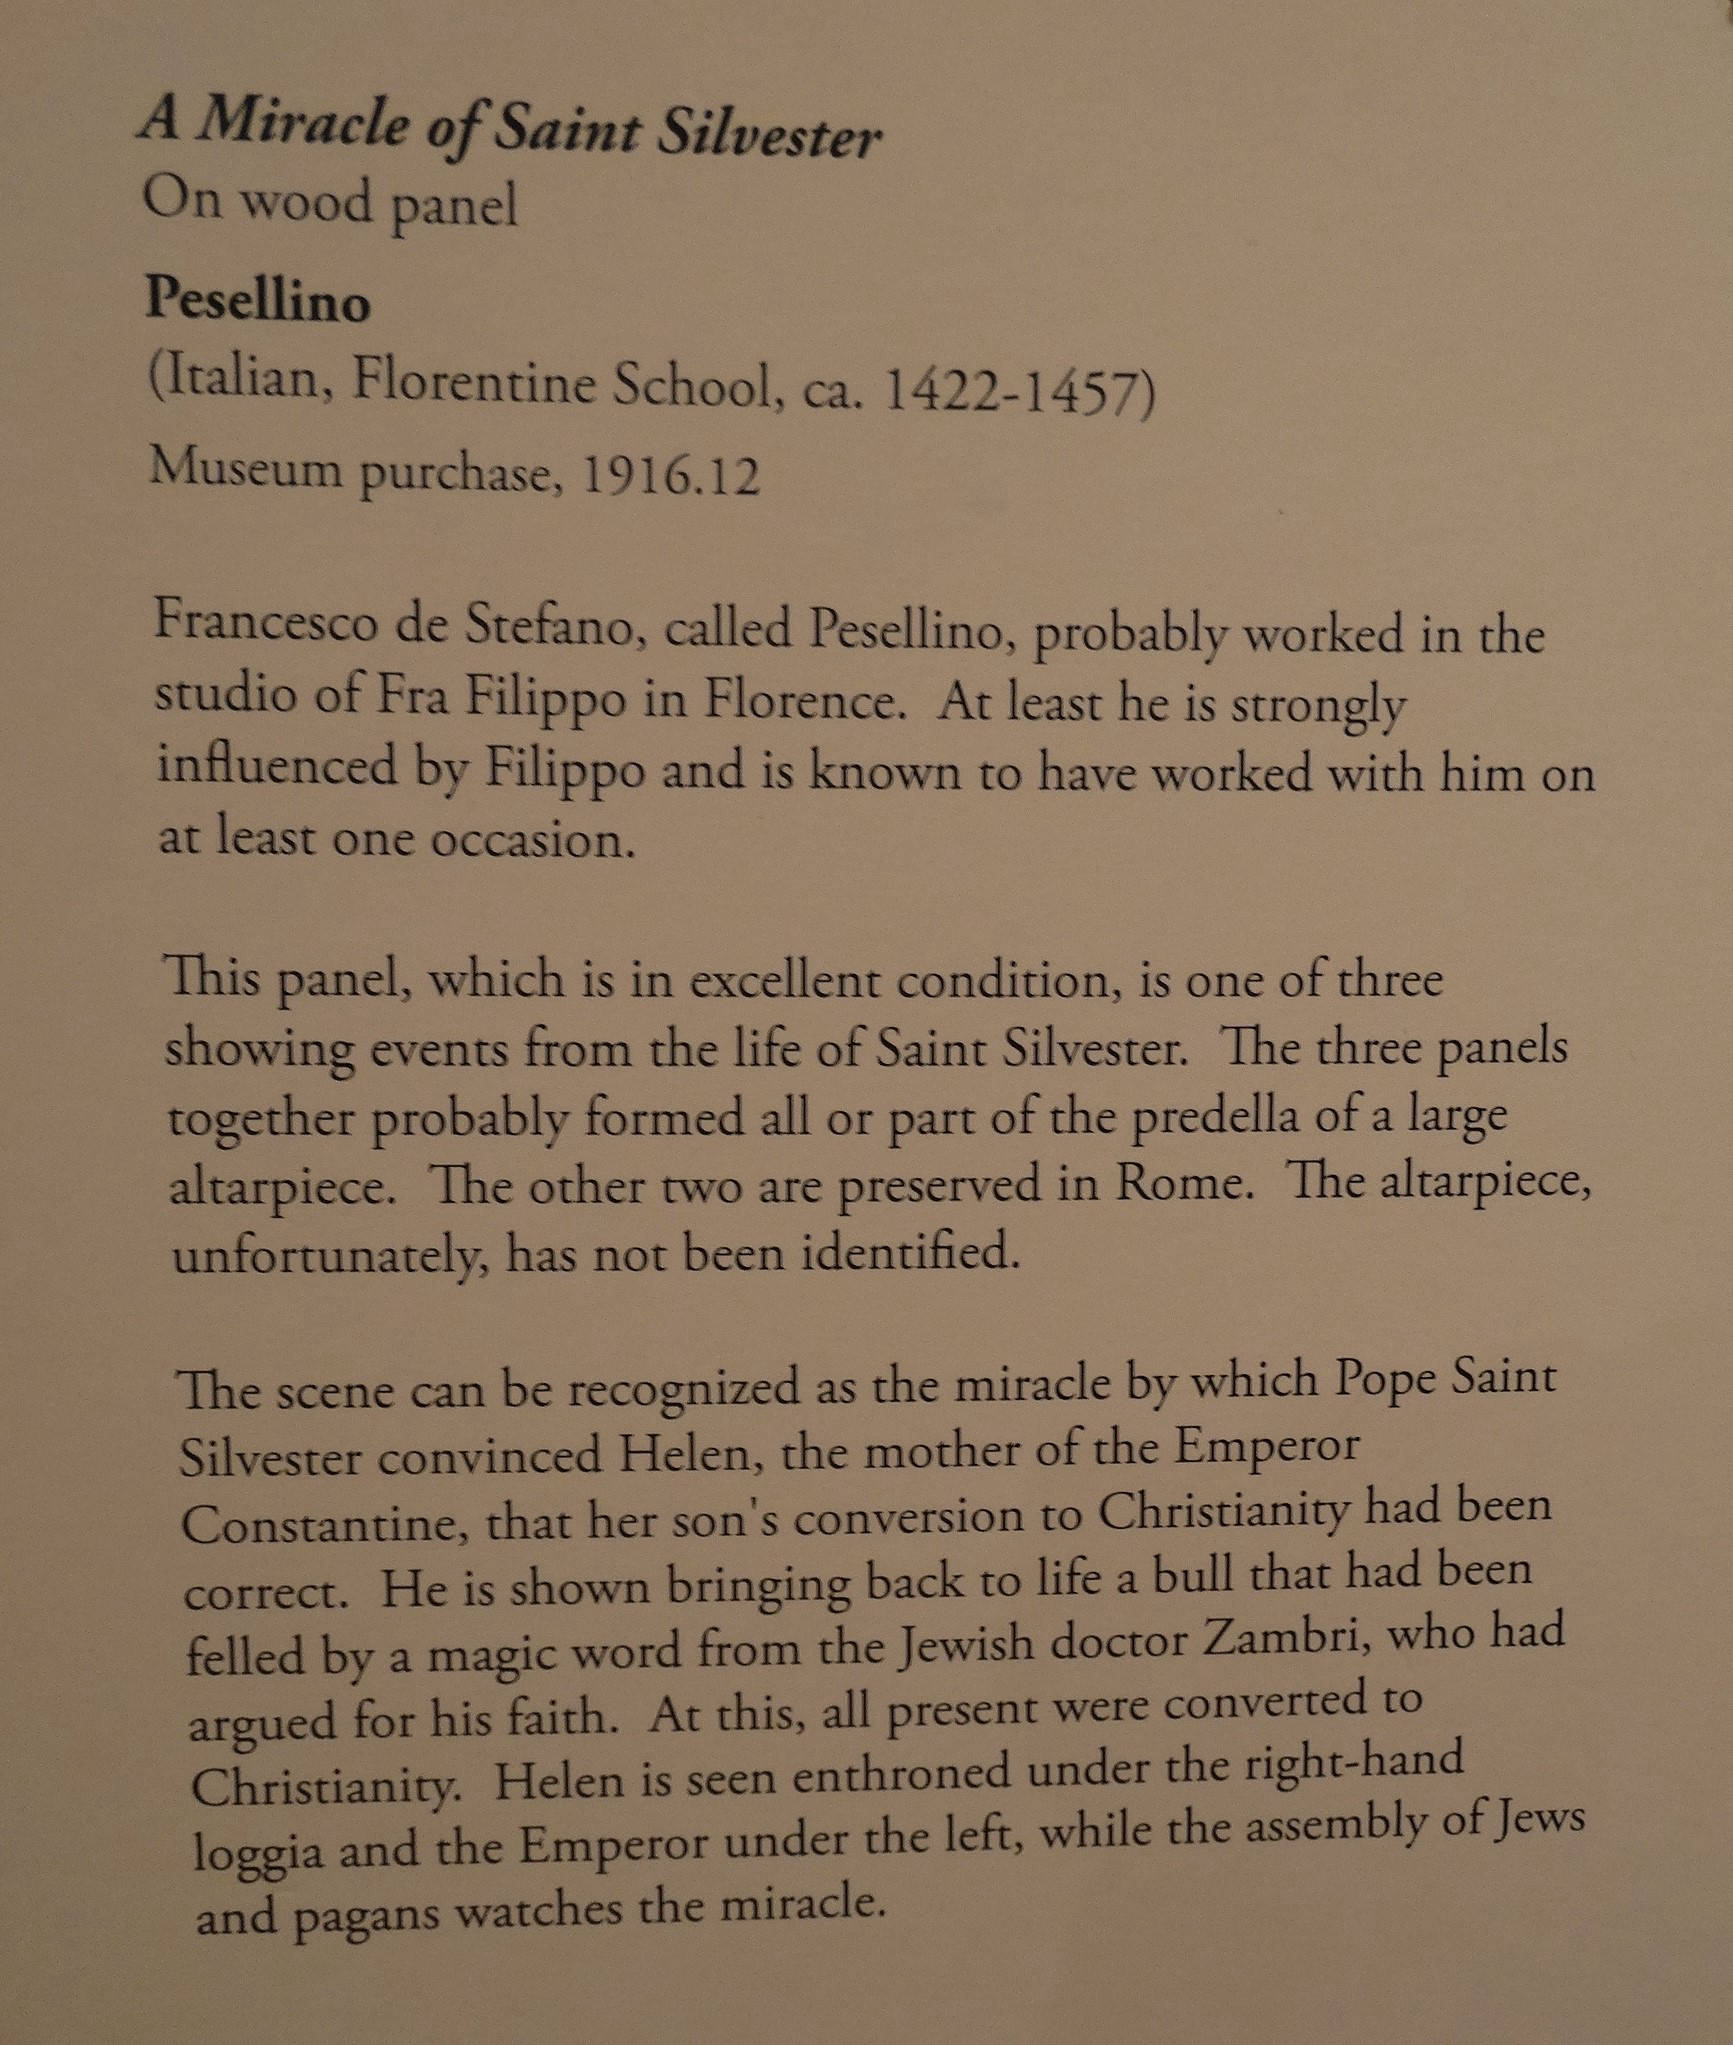 A Miracle of Saint Silvester
On wood panel
Pesellino
(Italian, Florentine School, ca. 1422-1457)
Museum purchase, 1916.12
Francesco de Stefano, called Pesellino, probably worked in the
studio of Fra Filippo in Florence.  At least he is strongly
influenced by Filippo and is known to have worked with him on
at least one occasion.
This panel, which is in excellent condition, is one of three
showing events from the life of Saint Silvester.  The three panels
together probably formed all or part of the predella of a large
altarpiece.  The other two are preserved in Rome.  The altarpiece,
unfortunately, has not been identified.
The scene can be recognized as the miracle by which Pope Saint
Silvester convinced Helen, the mother of the Emperor
Constantine, that her son's conversion to Christianity had been
correct.  He is shown bringing back to life a bull that had been
felled by a magic word from the Jewish doctor Zambri, who had
argued for his faith.  At this, all present were converted to
Christianity.  Helen is seen enthroned under the right-hand
loggia and the Emperor under the left, while the assembly of Jews
and pagans watches the miracle.